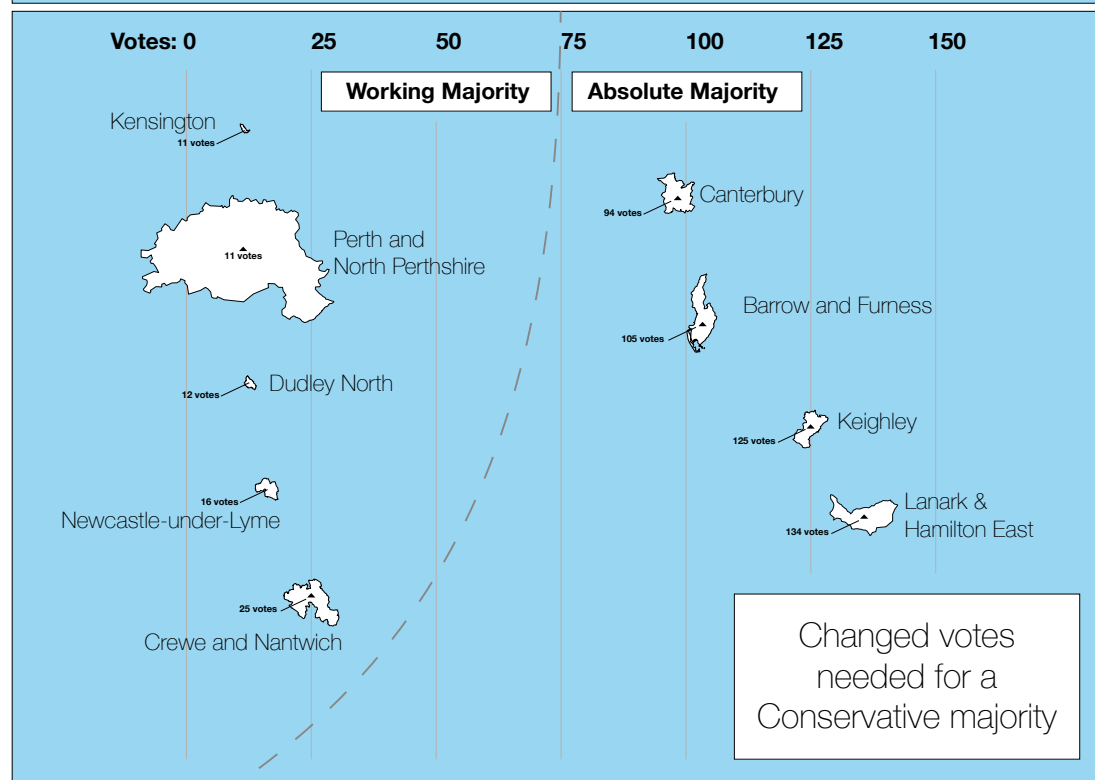 Votes: 0 25 50 75 100 125 150
Working Majority
Absolute Majority
Kensington
11 votes
Perth and
North Perthshire
11 votes
Dudley North
12 votes
16 votes
Newcastle-under-Lyme
25 votes
Crewe and Nantwich
Canterbury
94 votes
Barrow and Furness
105 votes
Keighley
125 votes
Lanark &
Hamilton East
134 votes
Changed votes
needed for a
Conservative majority